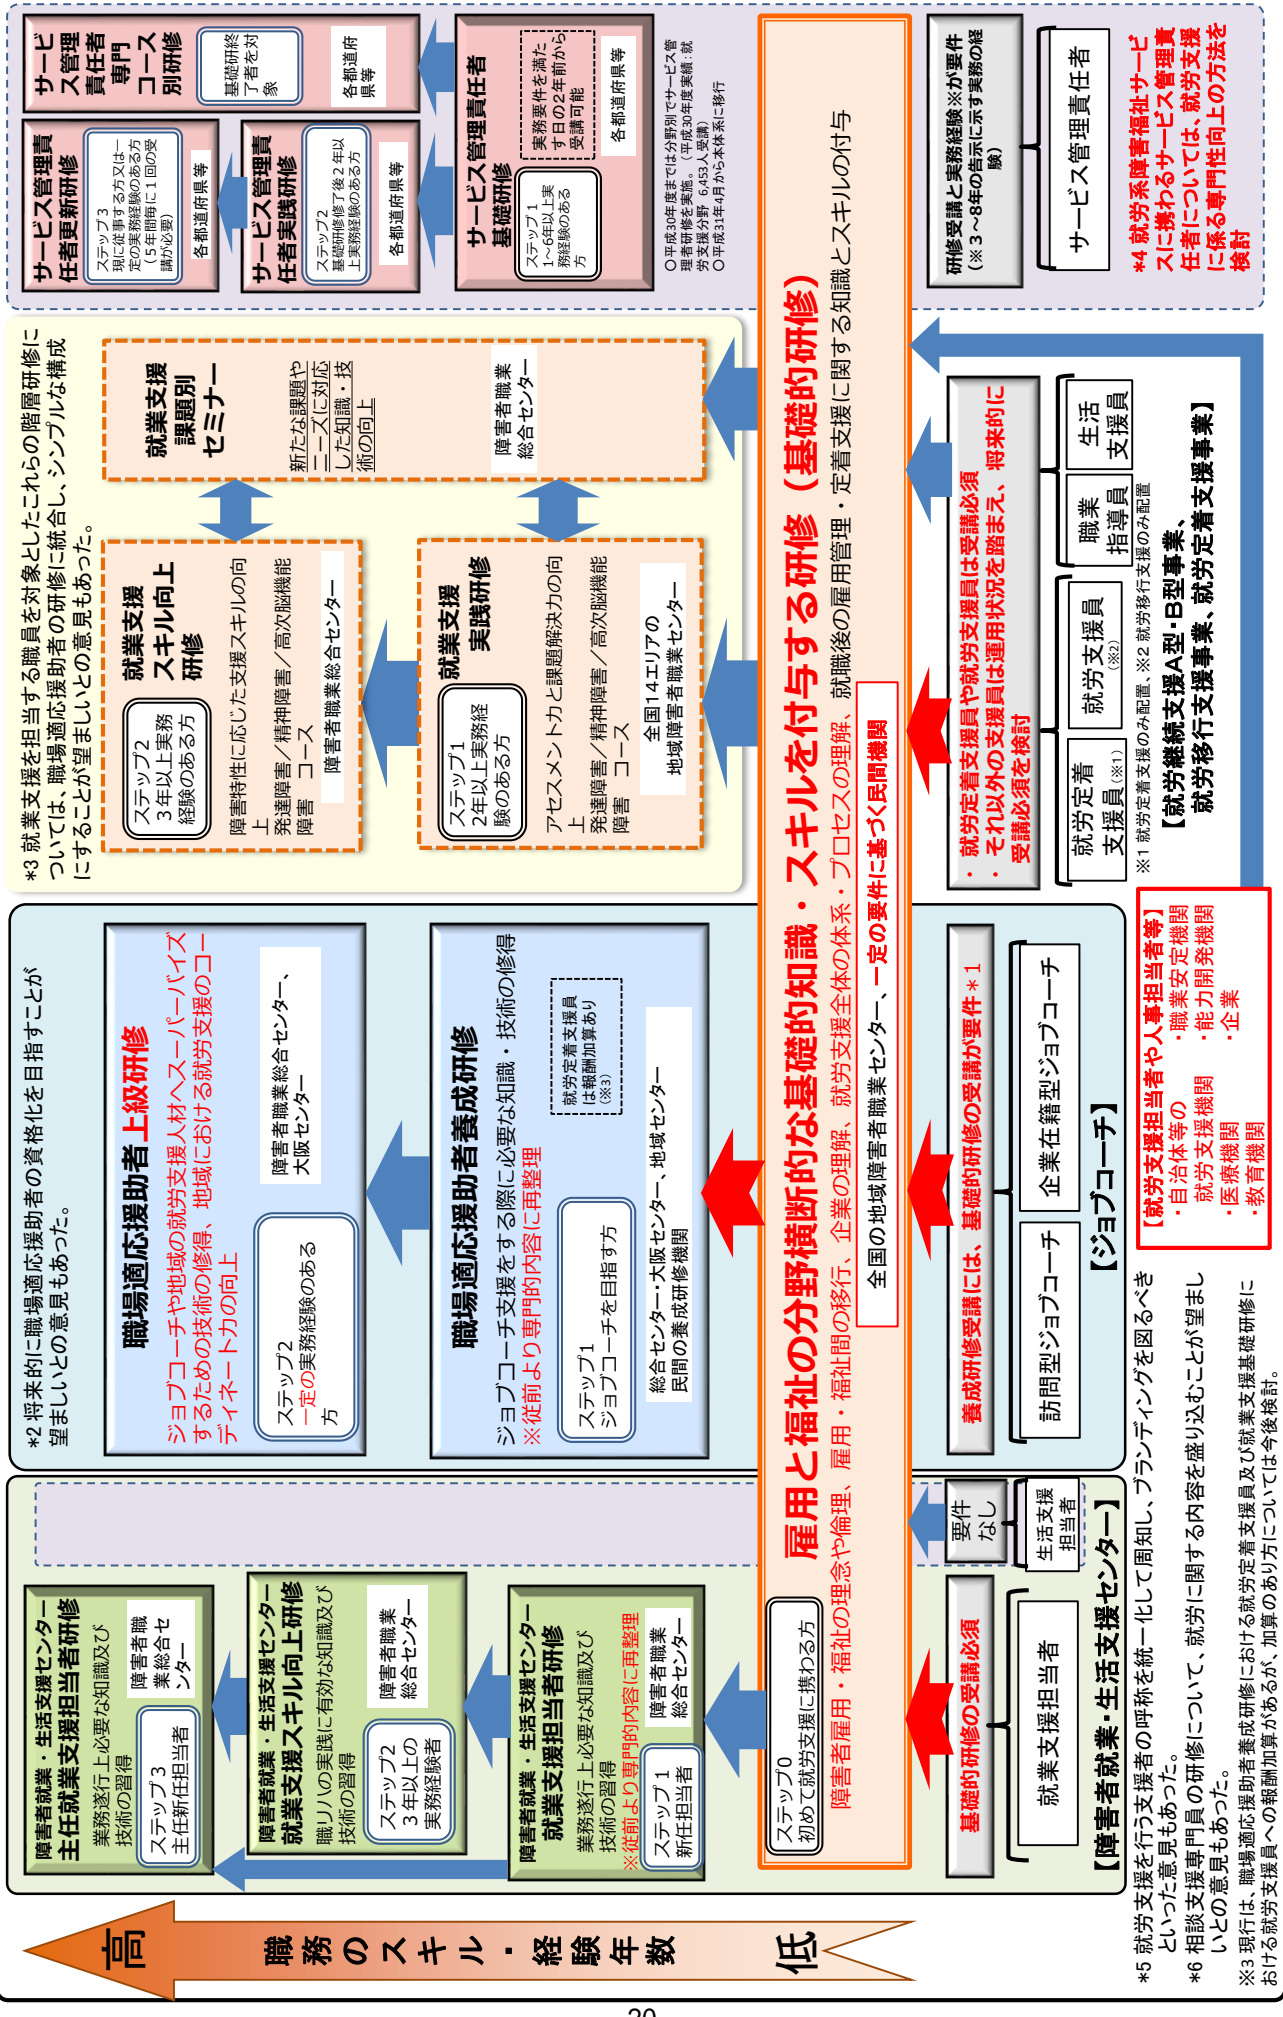 高
職務のスキル・経験年数
低
障害者就業・生活支援センター
主任就業支援担当者研修
業務遂行上必要な知識及び
技術の習得
ステップ３
主任新任担当者
障害者職
業総合セ
ンター
障害者就業・生活支援センター
就業支援スキル向上研修
職リハの実践に有効な知識及び
技術の習得
ステップ2
３年以上の
実務経験者
障害者職業
総合センター
障害者就業・生活支援センター
就業支援担当者研修
業務遂行上必要な知識及び
技術の習得
※従前より専門的内容に再整理
ステップ１
新任担当者
障害者職業
総合センター
*2 将来的に職場適応援助者の資格化を目指すことが
望ましいとの意見もあった。
職場適応援助者上級研修
ジョブコーチや地域の就労支援人材へスーパーバイズ
するための技術の修得、地域における就労支援のコー
ディネート力の向上
ステップ2
一定の実務経験のある
方
障害者職業総合センター、
大阪センター
職場適応援助者養成研修
ジョブコーチ支援をする際に必要な知識・技術の修得
※従前より専門的内容に再整理
ステップ1
ジョブコーチを目指す方
就労定着支援員
は報酬加算あり
（※3）
総合センター・大阪センター、地域センター
民間の養成研修機関
*3 就業支援を担当する職員を対象としたこれらの階層研修に
ついては、職場適応援助者の研修に統合し、シンプルな構成
にすることが望ましいとの意見もあった。
就業支援
スキル向上
研修
ステップ2
３年以上実務
経験のある方
障害特性に応じた支援スキルの向
上
発達障害／精神障害／高次脳機能
障害　コース
障害者職業総合センター
就業支援
実践研修
ステップ1
2年以上実務経
験のある方
アセスメント力と課題解決力の向
上
発達障害／精神障害／高次脳機能
障害　コース
全国14エリアの
地域障害者職業センター
就業支援
課題別
セミナー
新たな課題や
ニーズに対応
した知識・技
術の向上
障害者職業
総合センター
サービス管理責
任者更新研修
ステップ３
現に従事する方又は一
定の実務経験のある方
（５年間毎に１回の受
講が必要）
各都道府県等
サービス管理責
任者実践研修
ステップ2
基礎研修修了後２年以
上実務経験のある方
各都道府県等
サービ
ス管理
責任者
専門
コース
別研修
基礎研修修
了者を対
象
各都道府
県等
サービス管理責任者
基礎研修
ステップ１
1～6年以上実
務経験のある
方
実務要件を満た
す日の２年前から
受講可能
各都道府県等
○平成30年度までは分野別でサービス管
理者研修を実施。（平成30年度実績：就
労支援分野　6,453人受講）
○平成31年４月から本体系に移行
ステップ0
初めて就労支援に携わる方
雇用と福祉の分野横断的な基礎的知識・スキルを付与する研修（基礎的研修）
障害者雇用・福祉の理念や倫理、雇用・福祉間の移行、企業の理解、就労支援全体の体系・プロセスの理解、就職後の雇用管理・定着支援に関する知識とスキルの付与
全国の地域障害者職業センター、一定の要件に基づく民間機関
基礎的研修の受講必須
就業支援担当者
要件
なし
生活支援
担当者
【障害者就業・生活支援センター】
養成研修受講には、基礎的研修の受講が要件＊1
訪問型ジョブコーチ
企業在籍型ジョブコーチ
【ジョブコーチ】
・就労定着支援員や就労支援員は受講必須
・それ以外の支援員は運用状況を踏まえ、将来的に
受講必須を検討
就労定着
支援員（※1）
就労支援員
（※2）
職業
指導員
生活
支援員
※１ 就労定着支援のみ配置、※２ 就労移行支援のみ配置
【就労継続支援A型・B型事業、
就労移行支援事業、就労定着支援事業】
研修受講と実務経験※が要件
（※３～8年の告示に示す実務の経
験）
サービス管理責任者
*4 就労系障害福祉サービ
スに携わるサービス管理責
任者については、就労支援
に係る専門性向上の方法を
検討
【就労支援担当者や人事担当者等】
・自治体等の
就労支援機関
・医療機関
・教育機関
・職業安定機関
・能力開発機関
・企業
*5 就労支援を行う支援者の呼称を統一化して周知し、ブランディングを図るべき
といった意見もあった。
*6 相談支援専門員の研修について、就労に関する内容を盛り込むことが望まし
いとの意見もあった。
※3 現行は、職場適応援助者養成研修における就労定着支援員及び就業支援基礎研修に
おける就労支援員への報酬加算があるが、加算のあり方については今後検討。